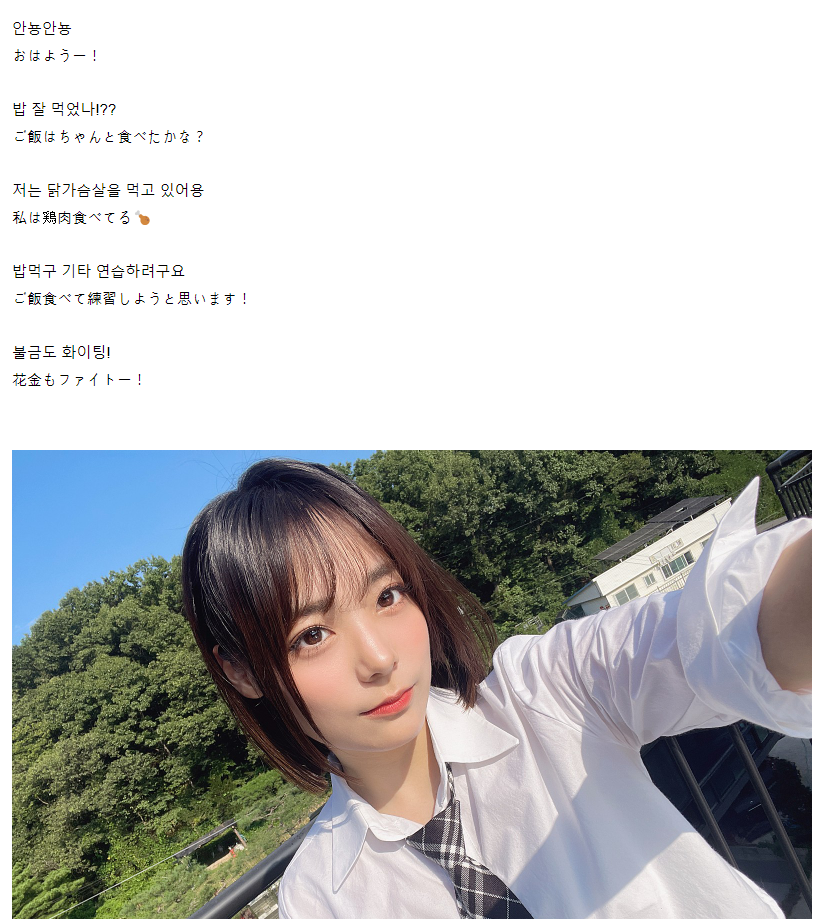 안뇽안뇽
おはようー！
밥 잘 먹었나!??
ご飯はちゃんと食べたかな？
저는 닭가슴살을 먹고 있어용
私は鶏肉食べてる🍗
밥먹구 기타 연습하려구요
ご飯食べて練習しようと思います！
불금도 화이팅!
花金もファイトー！